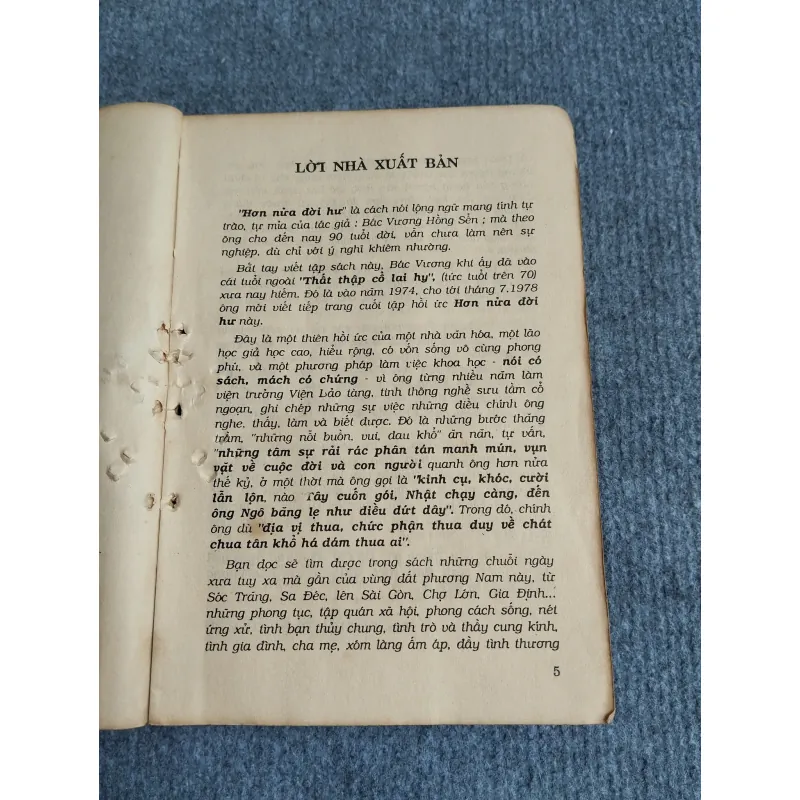 LỜI NHÀ XUẤT BẢN
"Hơn nửa đời hư" là cách nói lộng ngữ mang tính tự
trào, tự mỉa của tác giả : Bác Vương Hồng Sển ; mà theo
ông cho đến nay 90 tuổi đời, vẫn chưa làm nên sự
nghiệp, dù chỉ với ý nghĩ khiêm nhường.
Bắt tay viết tập sách này, Bác Vương khi ấy đã vào
cái tuổi ngoài "Thất thập cổ lai hy", (tức tuổi trên 70)
xưa nay hiếm. Đó là vào năm 1974, cho tới tháng 7.1978
ông mới viết tiếp trang cuối tập hồi ức Hơn nửa đời
hư này.
Đây là một thiên hồi ức của một nhà văn hóa, một lão
học giả học cao, hiểu rộng, có vốn sống vô cùng phong
phú, và một phương pháp làm việc khoa học - nói có
sách, mách có chứng - vì ông từng nhiều năm làm
viện trưởng Viện Bảo tàng, tinh thông nghề sưu tầm cổ
ngoạn, ghi chép những sự việc những điều chính ông
nghe, thấy, làm và biết được. Đó là những bước thăng
trầm, "những nỗi buồn, vui, đau khổ" ăn năn, tự vấn,
"những tâm sự rải rác phân tán manh mún, vụn
vặt về cuộc đời và con người quanh ông hơn nửa
thế kỷ, ở một thời mà ông gọi là "kinh cụ, khóc, cười
lẫn lộn, nào Tây cuốn gói, Nhật chạy càng, đến
ông Ngô băng lẹ như diều đứt dây". Trong đó, chính
ông dù "địa vị thua, chức phận thua duy về chát
chua tân khổ há dám thua ai".
Bạn đọc sẽ tìm được trong sách những chuỗi ngày
xưa tuy xa mà gần của vùng đất phương Nam này, từ
Sóc Trăng, Sa Đéc, lên Sài Gòn, Chợ Lớn, Gia Định...
những phong tục, tập quán xã hội, phong cách sống, nét
ứng xử, tình bạn thủy chung, tình trò và thầy cung kính,
tình gia đình, cha mẹ, xóm làng ấm áp, đầy tình thương
5